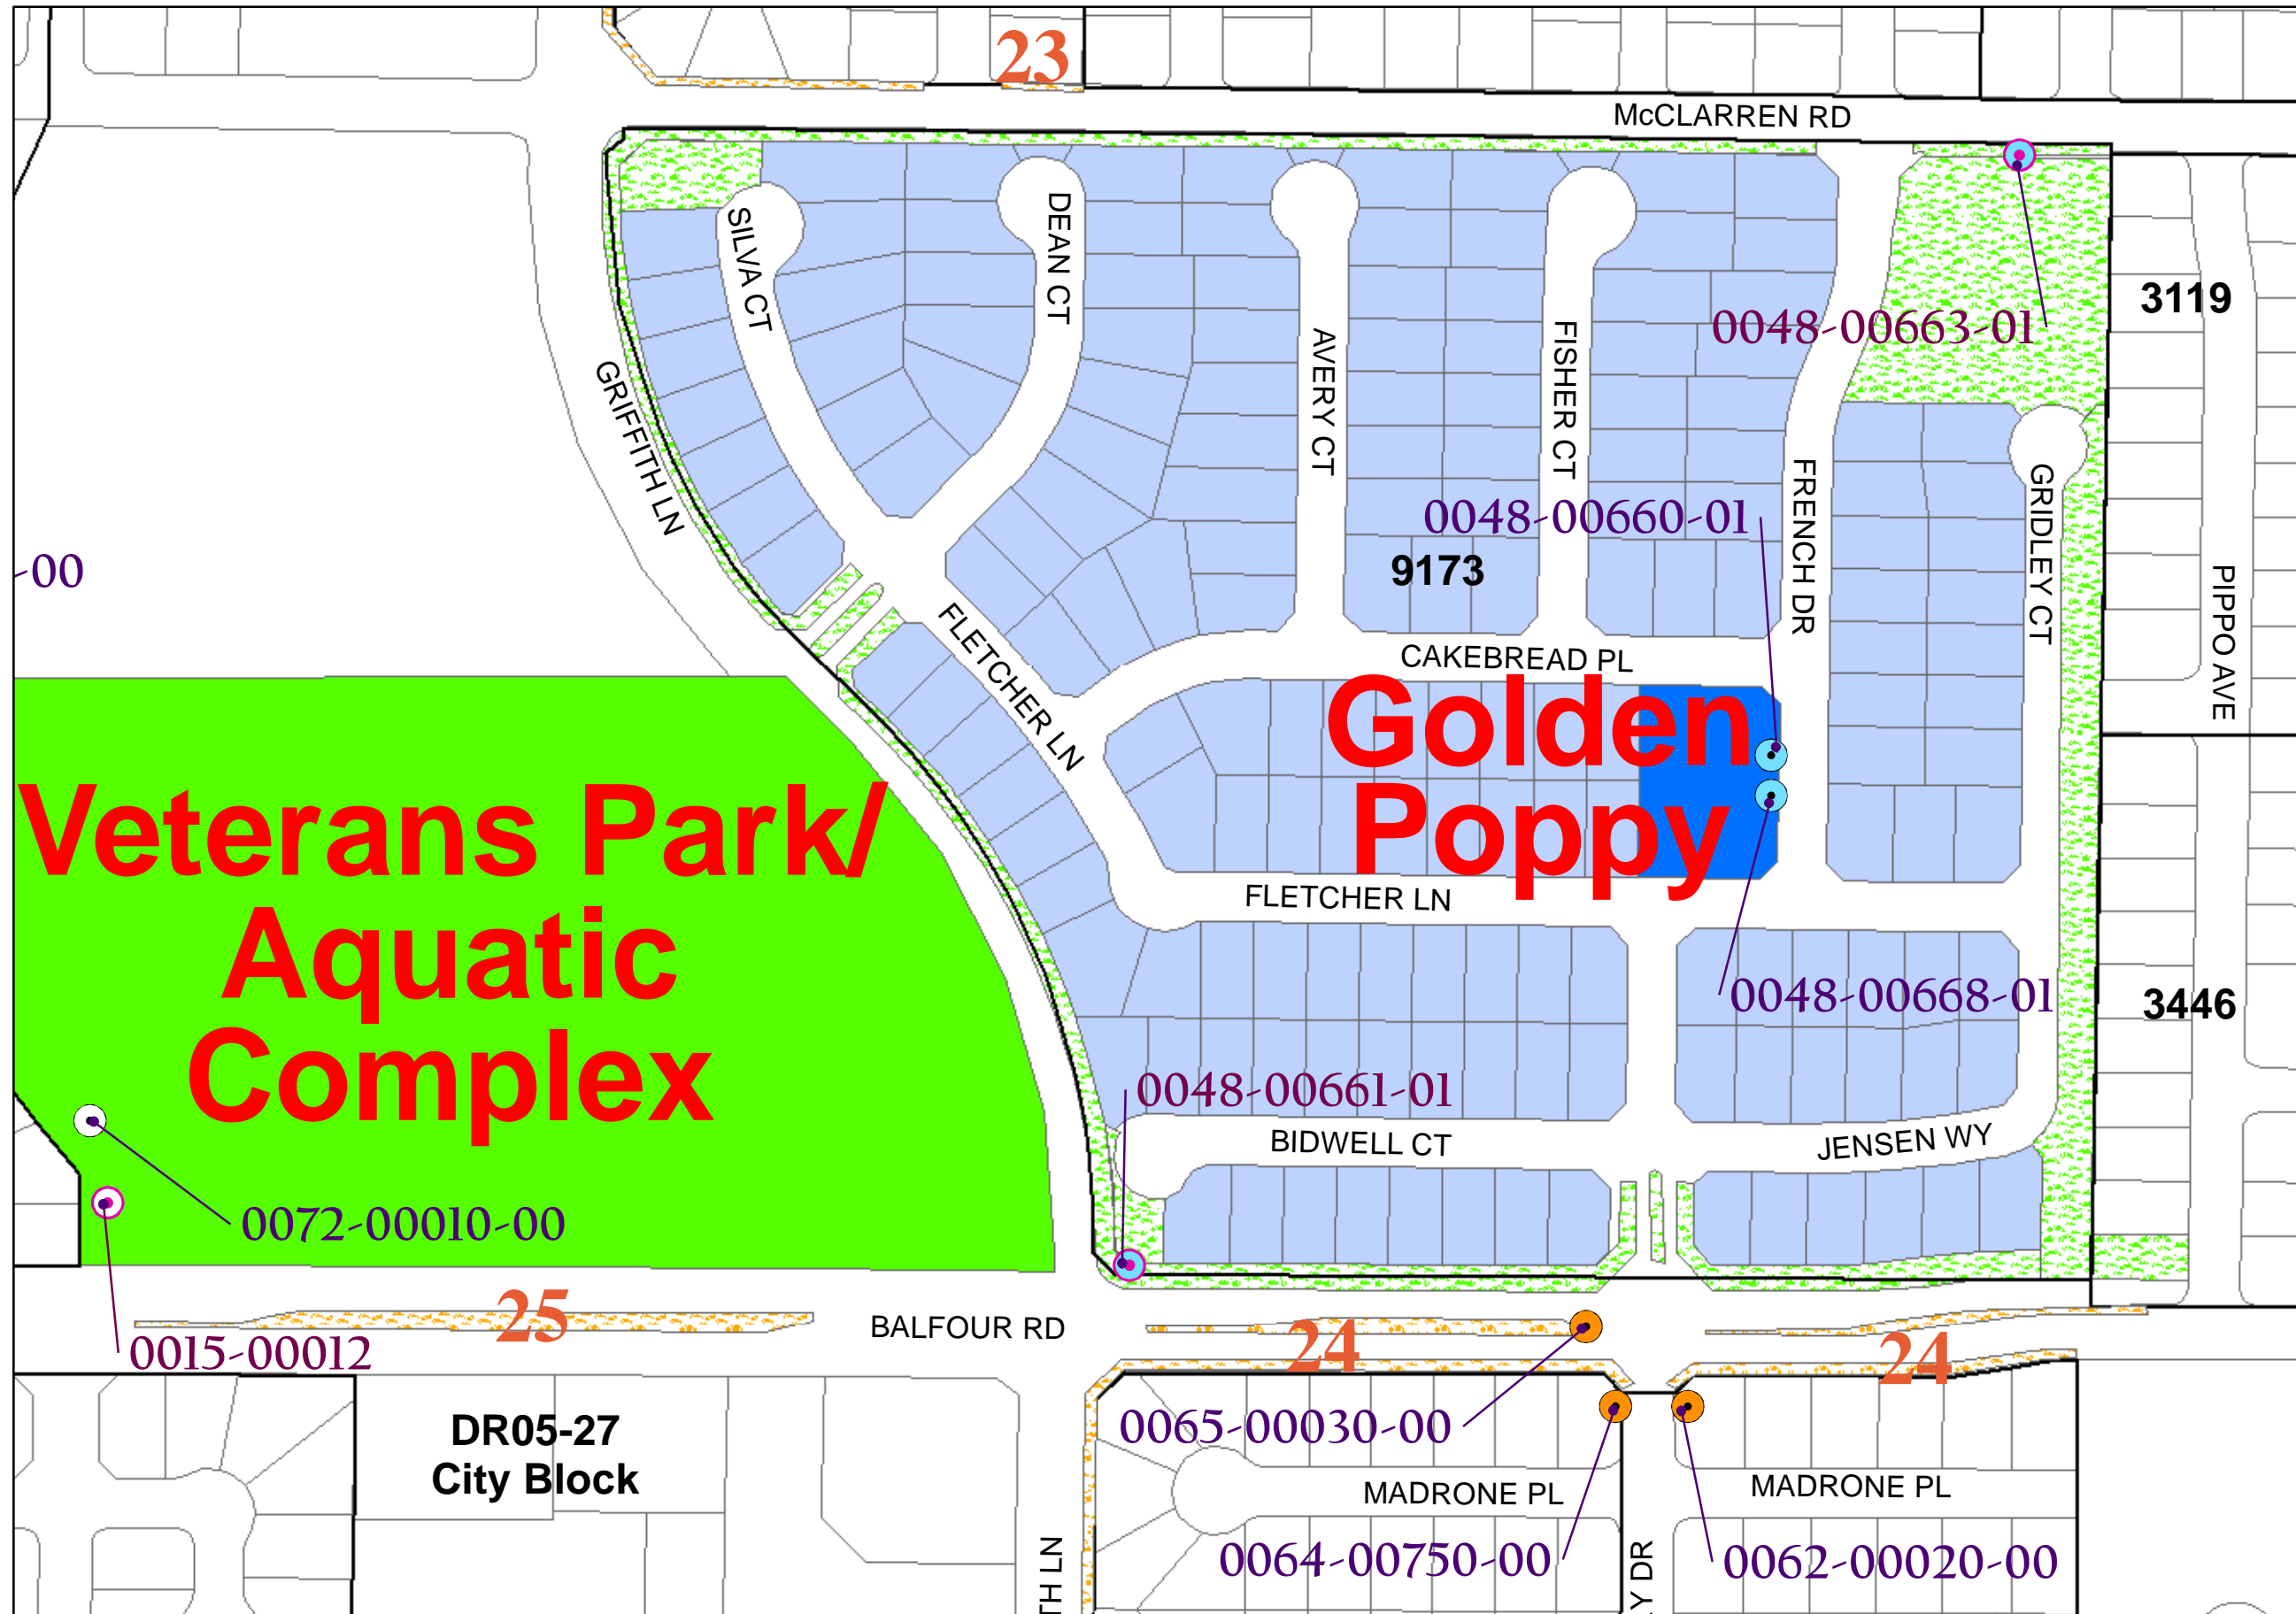 23
McCLARREN RD
SILVA CT
DEAN CT
3119
0048-00663-01
AVERY CT
FISHER CT
GRIFFITH LN
FRENCH DR
GRIDLEY CT
0048-00660-01
-00
9173
PIPPO AVE
FLETCHER LN
CAKEBREAD PL
Golden
Poppy
Veterans Park/
Aquatic
Complex
FLETCHER LN
0048-00668-01
3446
0048-00661-01
BIDWELL CT
JENSEN WY
0072-00010-00
25
BALFOUR RD
24
24
0015-00012
DR05-27
City Block
0065-00030-00
MADRONE PL
MADRONE PL
0064-00750-00
0062-00020-00
TH LN
Y DR